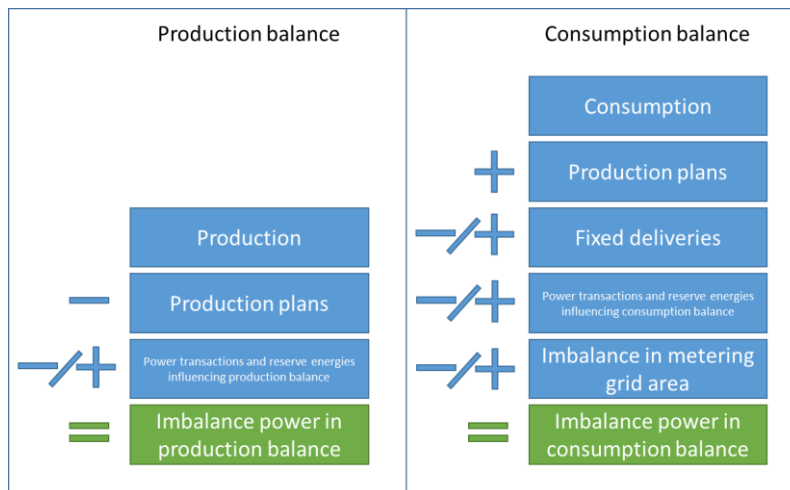 Production balance
Production
Production plans
Power transactions and reserve energies
influencing production balance
Imbalance power in
production balance
Consumption balance
Consumption
Production plans
Fixed deliveries
Power transactions and reserve energies
influencing consumption balance
Imbalance in metering
grid area
Imbalance power in
consumption balance